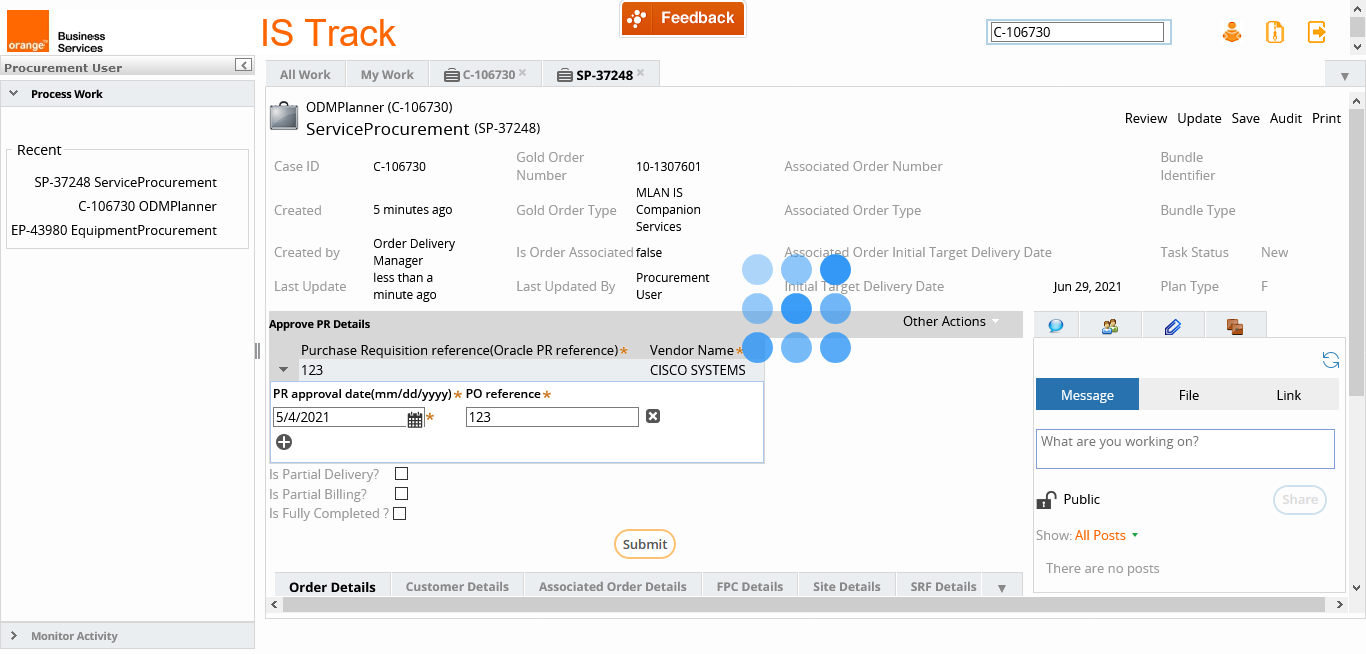 orange™
Business
Services
IS Track
Feedback
C-106730
Procurement User
Process Work
Recent
SP-37248 ServiceProcurement
C-106730 ODMPlanner
EP-43980 EquipmentProcurement
Monitor Activity
All Work
My Work
C-106730
SP-37248
ODMPlanner (C-106730)
ServiceProcurement (SP-37248)
Review Update Save Audit Print
Case ID C-106730
Gold Order
Number
10-1307601
Associated Order Number
Bundle
Identifier
Created 5 minutes ago
Gold Order Type
MLAN IS
Companion
Services
Associated Order Type
Bundle Type
Created by
Order Delivery
Manager
Is Order Associated false
Associated Order Initial Target Delivery Date
Task Status New
Last Update
less than a
minute ago
Last Updated By
Procurement
User
Initial Target Delivery Date
Jun 29, 2021
Plan Type F
Approve PR Details
Other Actions
Purchase Requisition reference(Oracle PR reference)*
Vendor Name*
123
CISCO SYSTEMS
PR approval date(mm/dd/yyyy)* PO reference*
5/4/2021
*
123
Is Partial Delivery?
Is Partial Billing?
Is Fully Completed ?
Submit
Order Details Customer Details Associated Order Details FPC Details Site Details SRF Details
Message File Link
What are you working on?
Public
Share
Show: All Posts
There are no posts